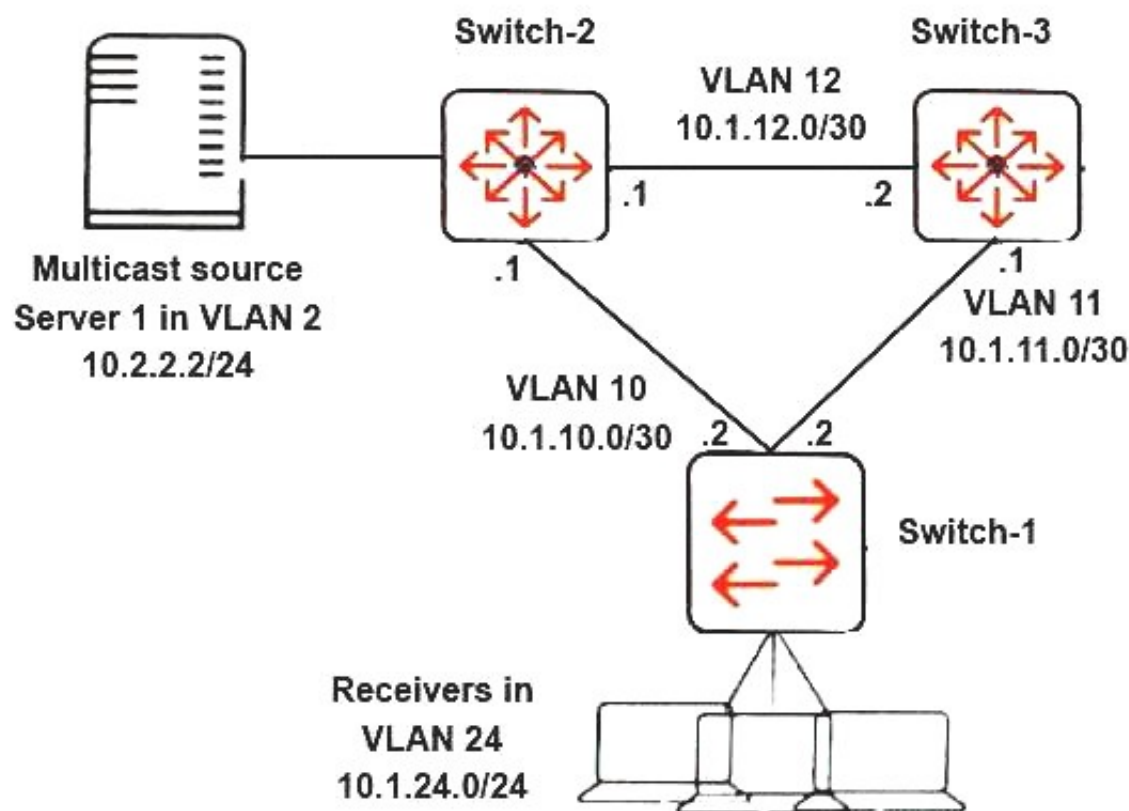 Switch-2
Switch-3
VLAN 12
10.1.12.0/30
.1
.2
Multicast source
Server 1 in VLAN 2
10.2.2.2/24
.1
.1
VLAN 11
10.1.11.0/30
VLAN 10
10.1.10.0/30
.2
.2
Switch-1
Receivers in
VLAN 24
10.1.24.0/24